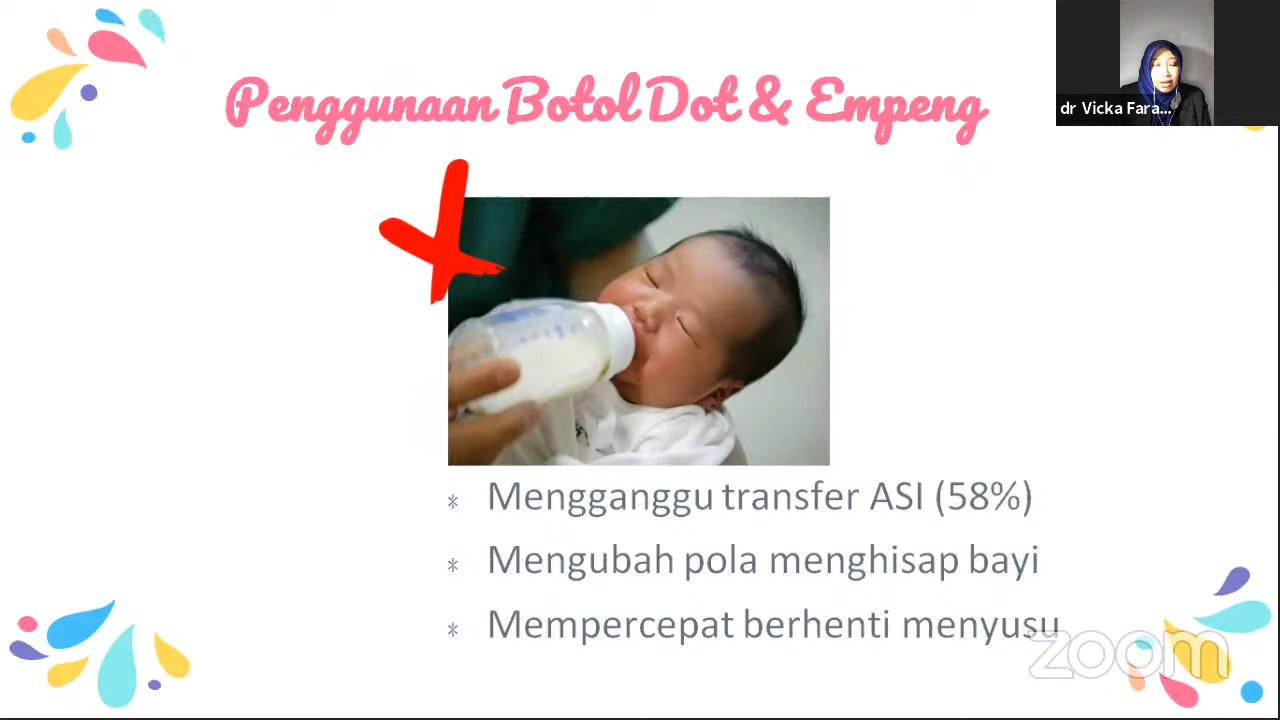 Penggunaan Botol Dot & Empeng
dr Vicka Fara...
* Mengganggu transfer ASI (58%)
* Mengubah pola menghisap bayi
* Mempercepat berhenti menyusu
zoom